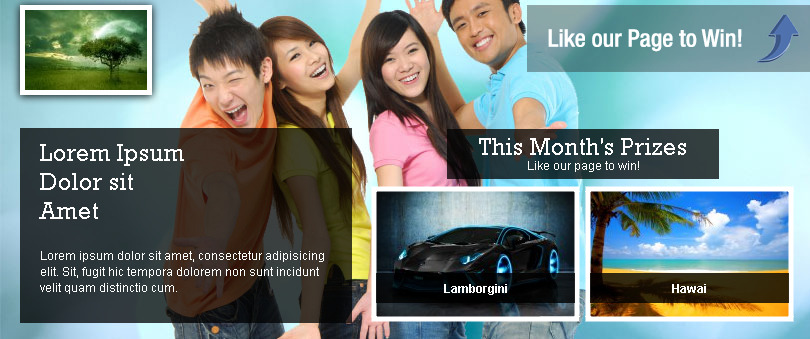 Like our Page to Win!
Lorem Ipsum
Dolor sit
Amet
Lorem ipsum dolor sit amet, consectetur adipisicing
elit. Sit, fugit hic tempora dolorem non sunt incidunt
velit quam distinctio cum.
This Month's Prizes
Like our page to win!
Lamborgini
Hawai